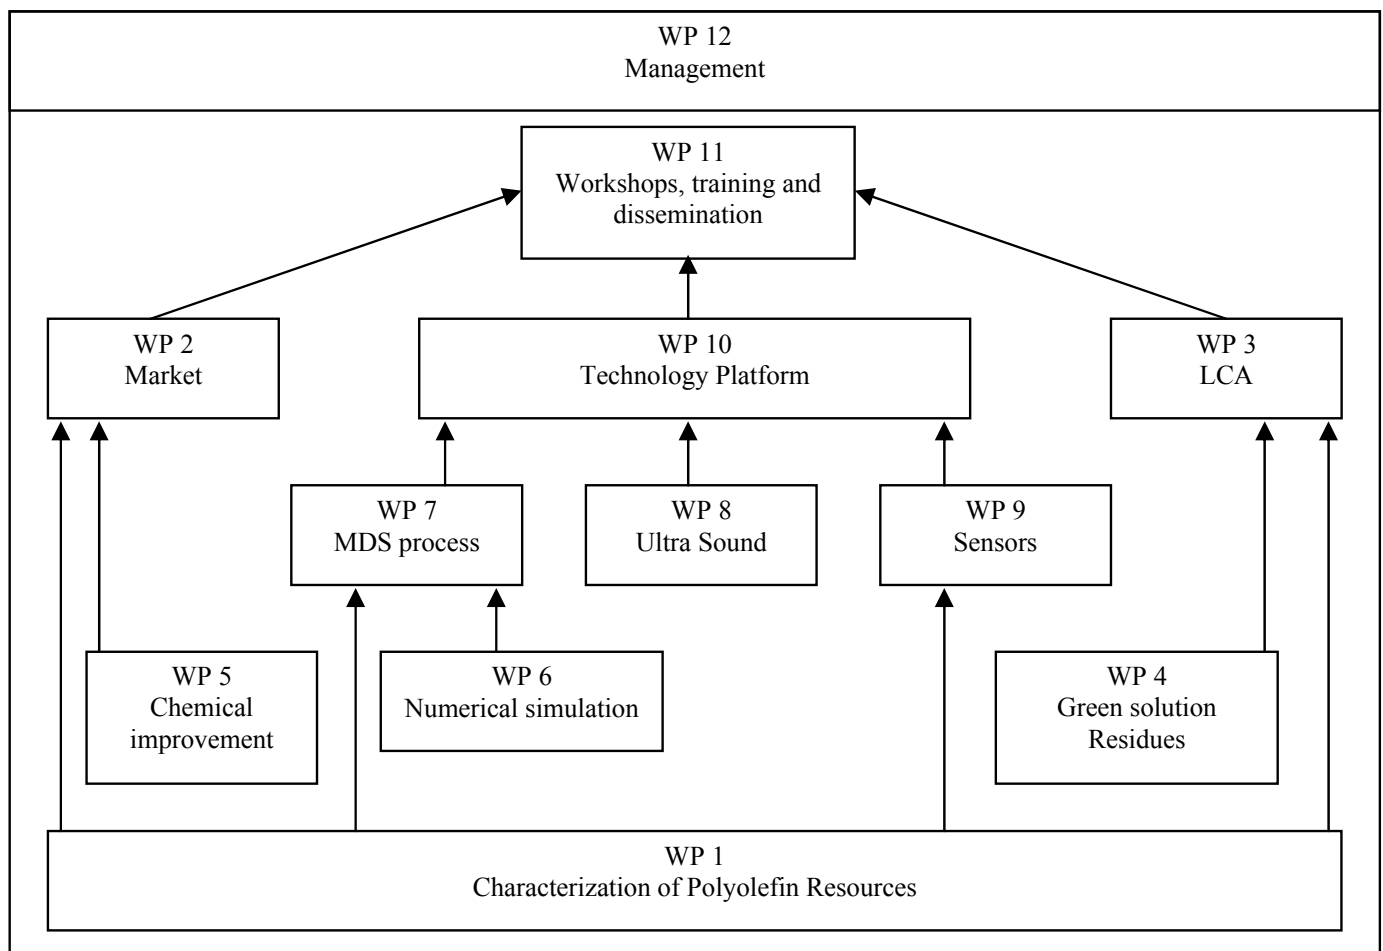 WP 12
Management
WP 11
Workshops, training and
dissemination
WP 2
Market
WP 10
Technology Platform
WP 3
LCA
WP 7
MDS process
WP 8
Ultra Sound
WP 9
Sensors
WP 5
Chemical
improvement
WP 6
Numerical simulation
WP 4
Green solution
Residues
WP 1
Characterization of Polyolefin Resources